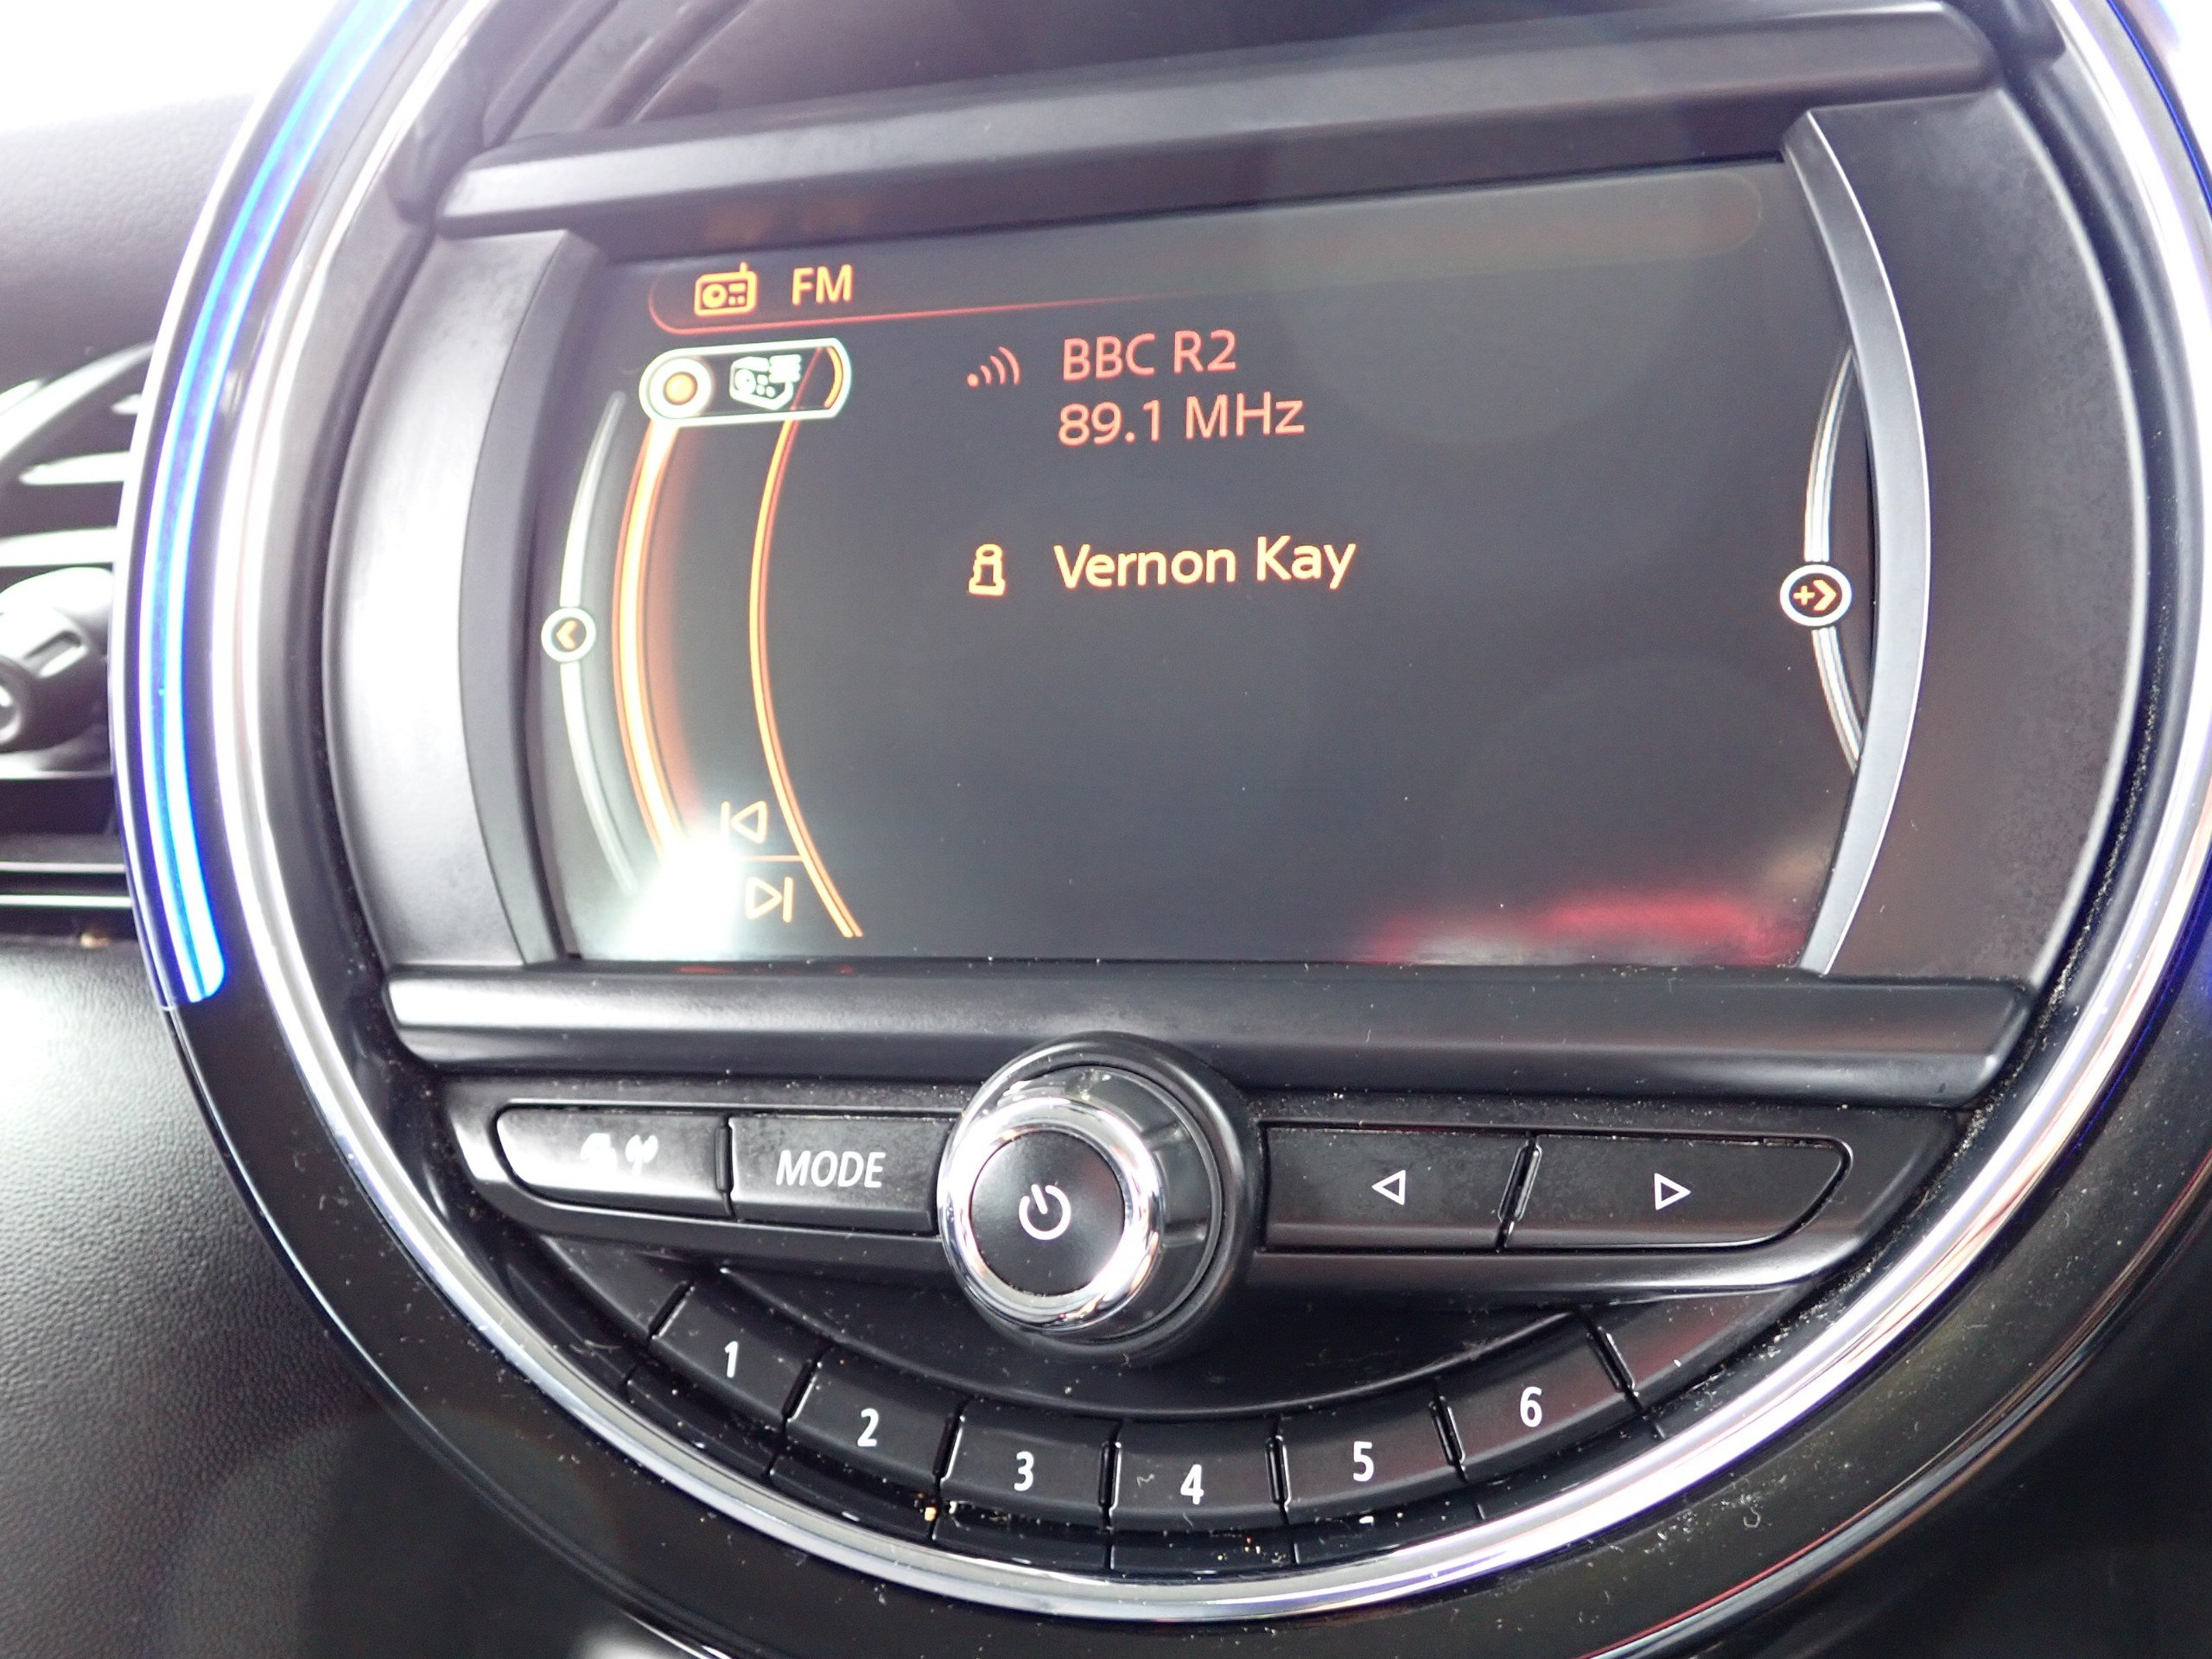 FM
BBC R2
89.1 MHz
Vernon Kay
MODE
1
2
3
4
5
6